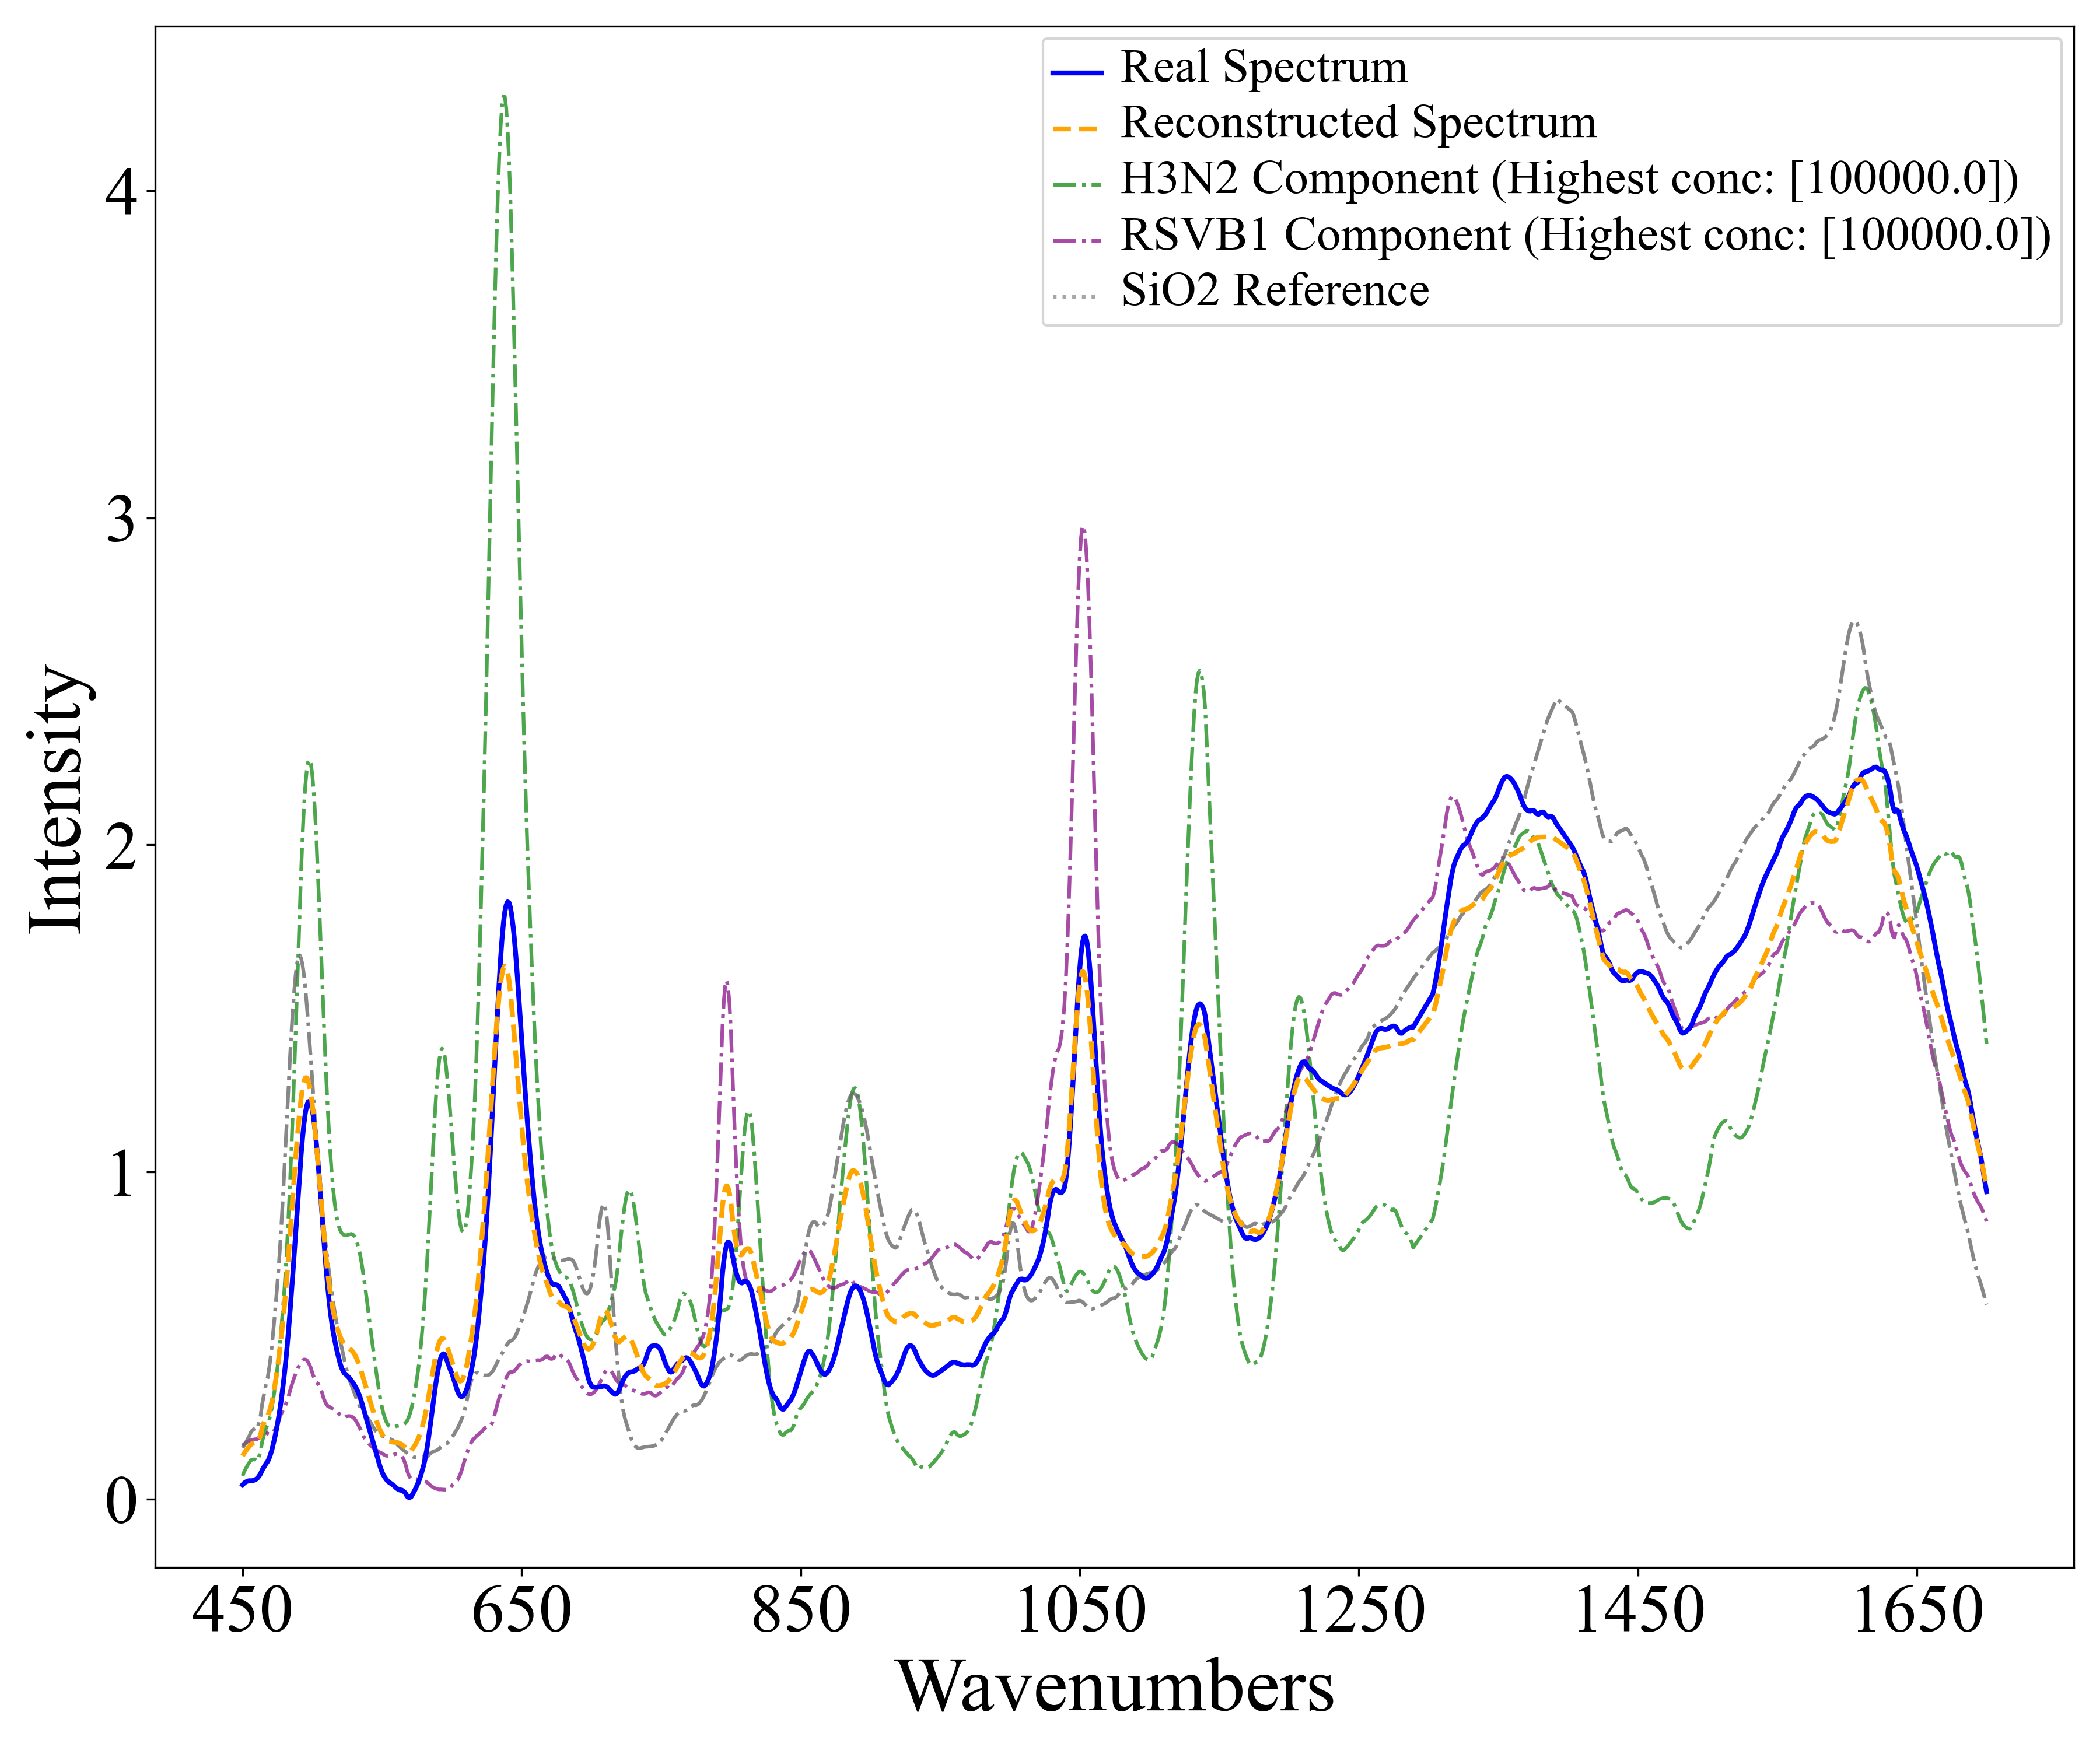 Real Spectrum
Reconstructed Spectrum
H3N2 Component (Highest conc: [100000.0])
RSVB1 Component (Highest conc: [100000.0])
SiO2 Reference
Intensity
4
3
2
1
0
450 650 850 1050 1250 1450 1650
Wavenumbers